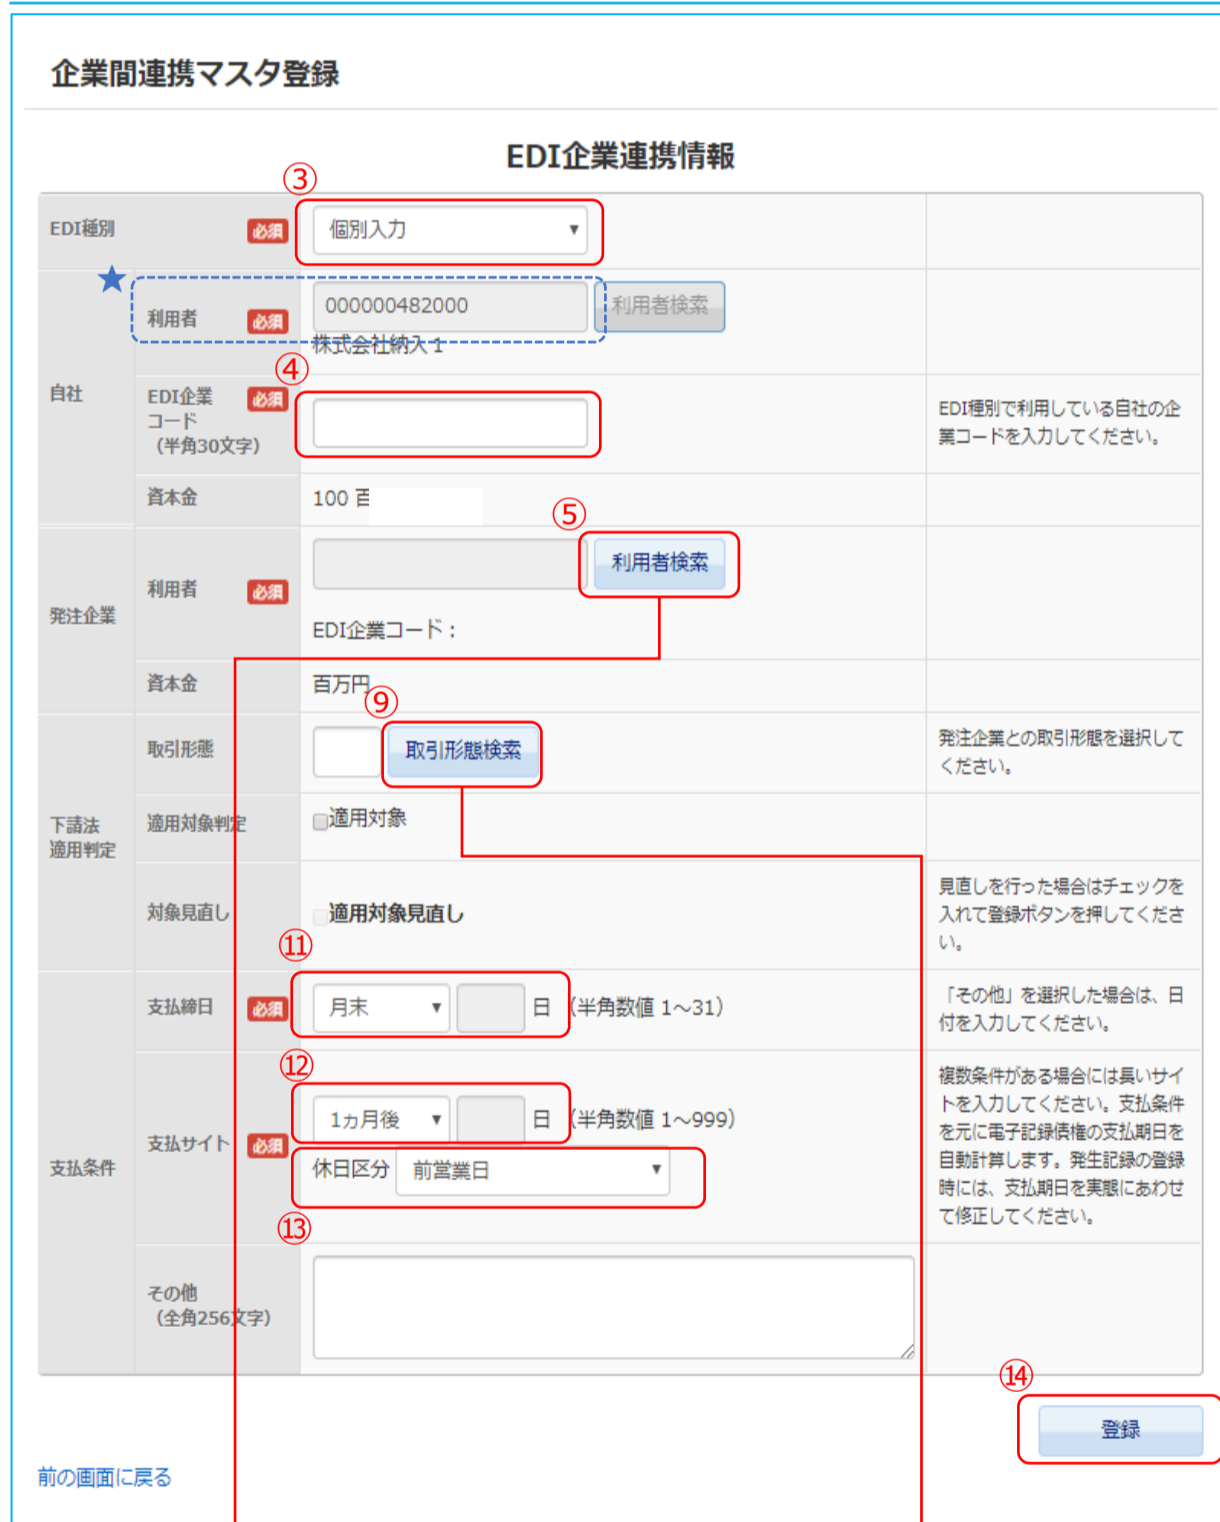 企業間連携マスタ登録
EDI企業連携情報
③
EDI種別 必須 個別入力
★
利用者 必須 000000482000 利用者検索
株式会社納入1
④
自社
EDI企業 必須
コード
(半角30文字)
EDI種別で利用している自社の企
業コードを入力してください。
資本金 100 百
⑤
発注企業
利用者 必須 利用者検索
EDI企業コード：
資本金 百万円
⑨
取引形態 取引形態検索
発注企業との取引形態を選択して
ください。
下請法
適用判定
適用対象判定 適用対象
対象見直し 適用対象見直し
見直しを行った場合はチェックを
入れて登録ボタンを押してくださ
い。
⑪
支払締日 必須 月末 日 (半角数値 1～31)
「その他」を選択した場合は、日
付を入力してください。
⑫
支払条件
支払サイト 必須 1ヵ月後 日 (半角数値 1～999)
休日区分 前営業日
⑬
複数条件がある場合には長いサイ
トを入力してください。支払条件
を元に電子記録債権の支払期日を
自動計算します。発生記録の登録
時には、支払期日を実態にあわせ
て修正してください。
その他
(全角256文字)
⑭
登録
前の画面に戻る